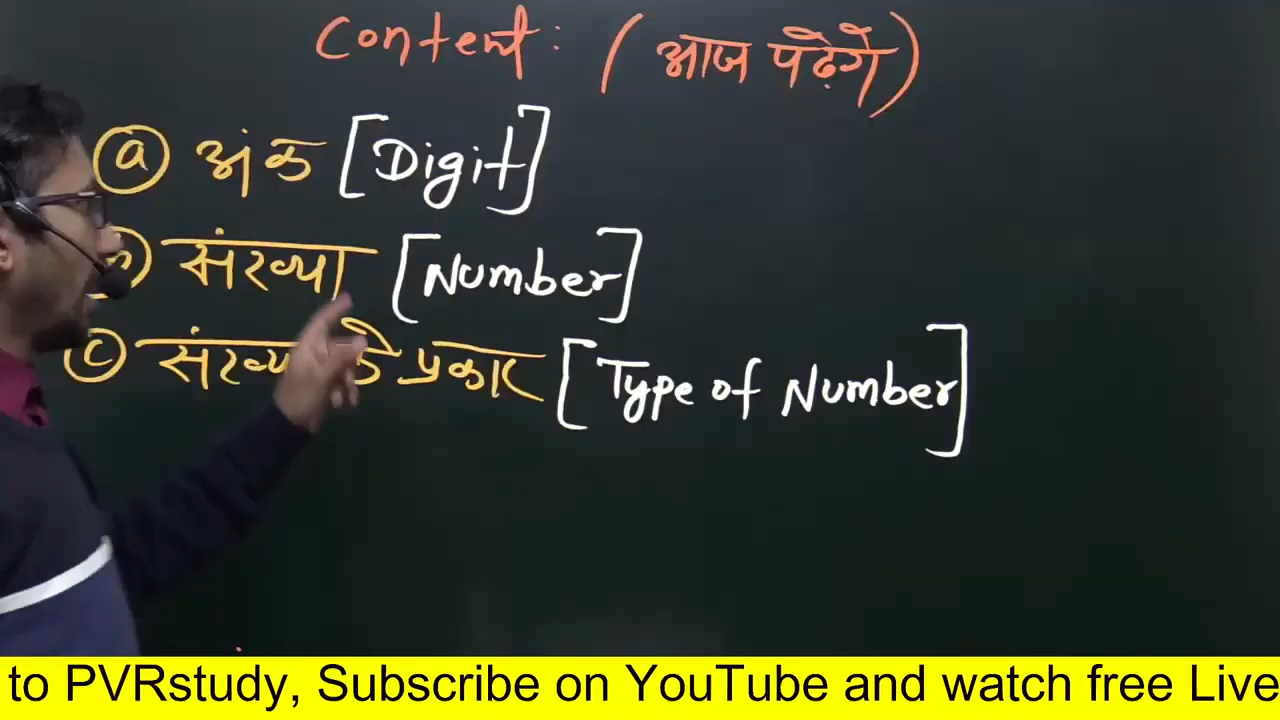 Content: (आज पढ़ेगे)
a अंक [Digit]
संख्या [Number]
c संख्या के प्रकार [Type of Number]
to PVRstudy, Subscribe on YouTube and watch free Live